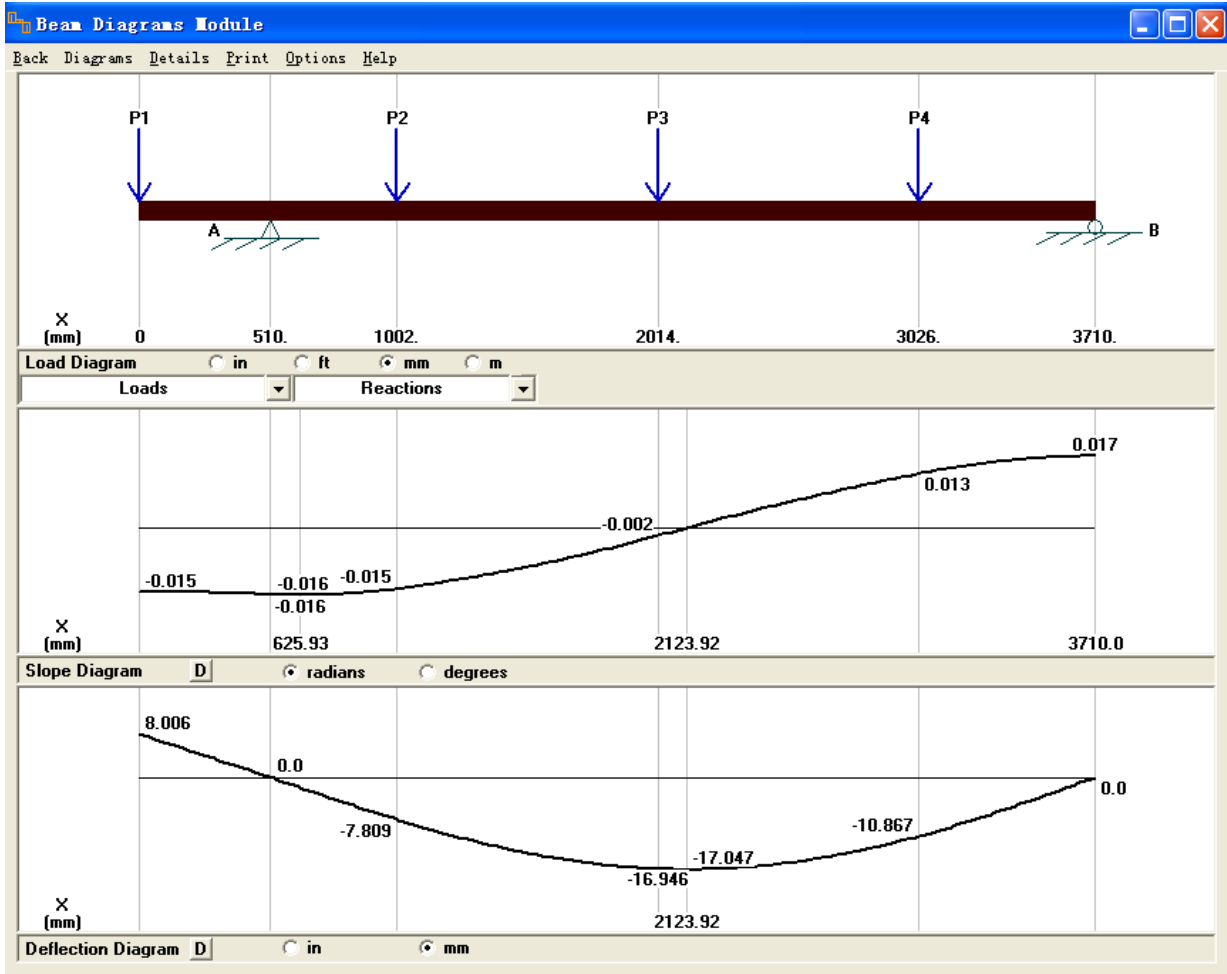 Beam Diagrams Module
Back Diagrams Details Print Options Help
P1 P2 P3 P4
A B
X
(mm) 0 510. 1002. 2014. 3026. 3710.
Load Diagram in ft mm m
Loads Reactions
0.017
0.013
-0.002
-0.015 -0.016 -0.015
-0.016
X
(mm) 625.93 2123.92 3710.0
Slope Diagram D radians degrees
8.006
0.0
0.0
-7.809 -10.867
-17.047
-16.946
X
(mm) 2123.92
Deflection Diagram D in mm